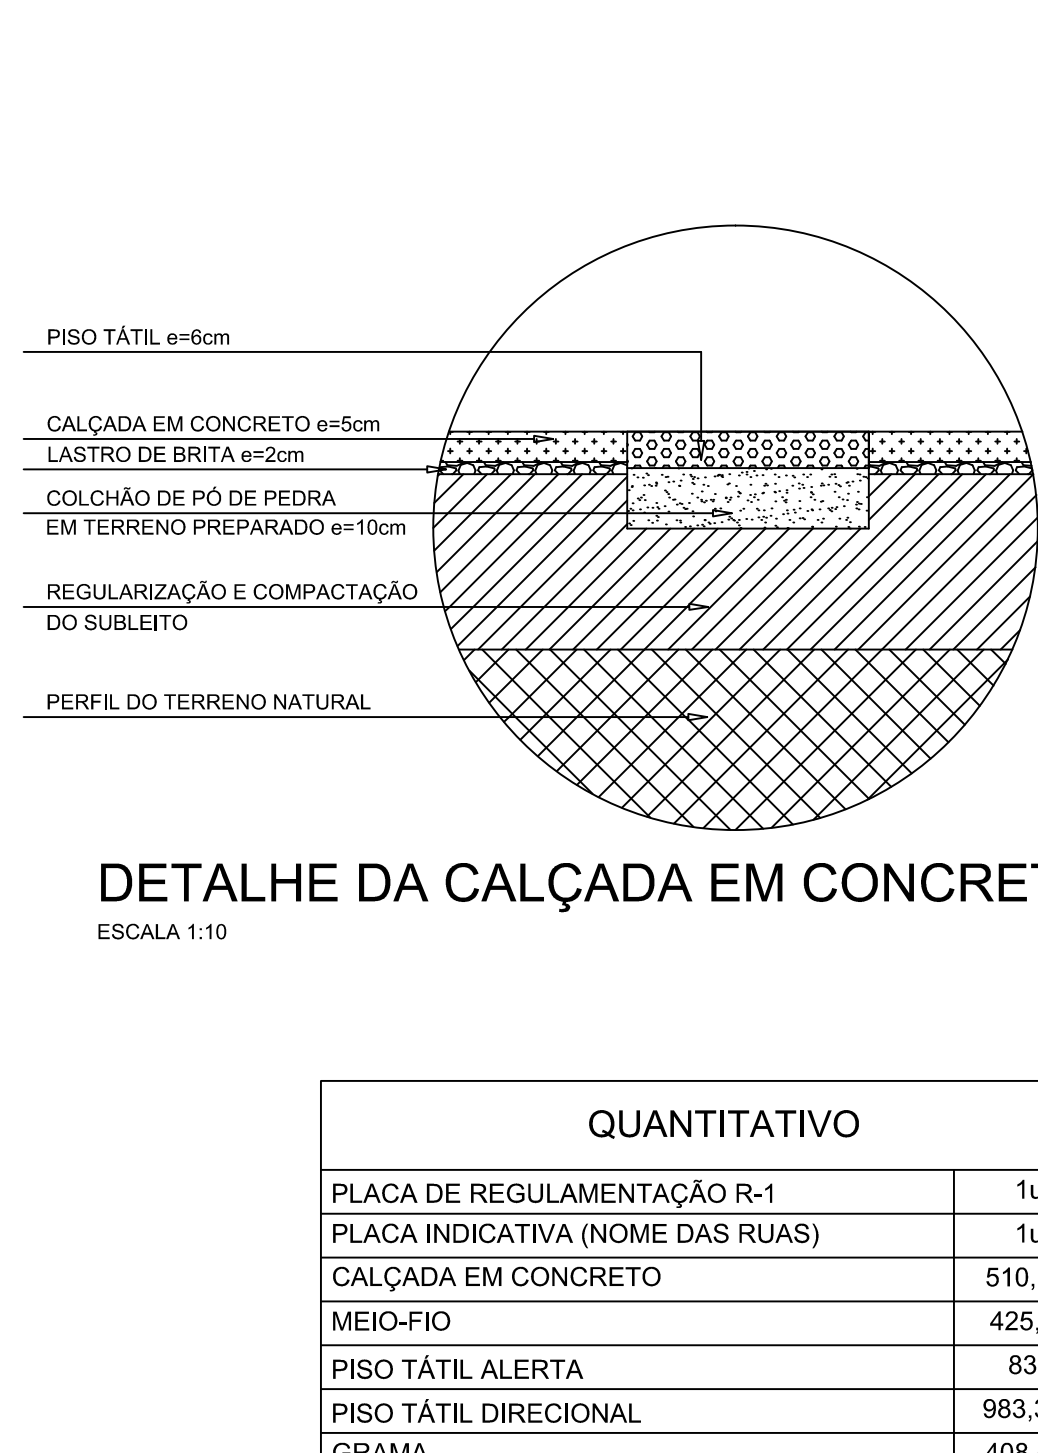 PISO TÁTIL e=6cm
CALÇADA EM CONCRETO e=5cm
LASTRO DE BRITA e=2cm
COLCHÃO DE PÓ DE PEDRA
EM TERRENO PREPARADO e=10cm
REGULARIZAÇÃO E COMPACTAÇÃO
DO SUBLEITO
PERFIL DO TERRENO NATURAL
DETALHE DA CALÇADA EM
ESCALA 1:10
QUANTITATIVO
PLACA DE REGULAMENTAÇÃO R-1
PLACA INDICATIVA (NOME DAS RUAS)
CALÇADA EM CONCRETO 510,
MEIO-FIO 425,
PISO TÁTIL ALERTA 83
PISO TÁTIL DIRECIONAL 983,
GRAMA 408